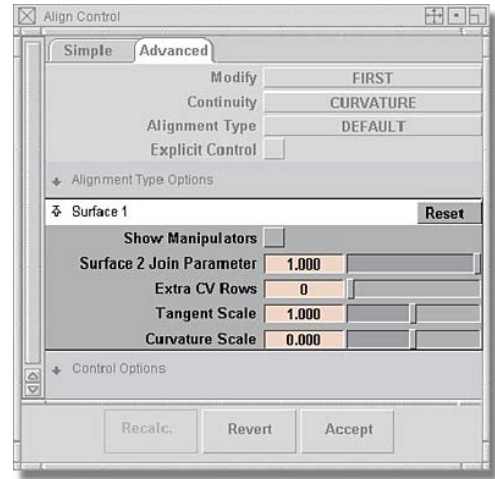 Align Control
Simple Advanced
Modify FIRST
Continuity CURVATURE
Alignment Type DEFAULT
Explicit Control
Alignment Type Options
Surface 1 Reset
Show Manipulators
Surface 2 Join Parameter 1.000
Extra CV Rows 0
Tangent Scale 1.000
Curvature Scale 0.000
Control Options
Recalc. Revert Accept